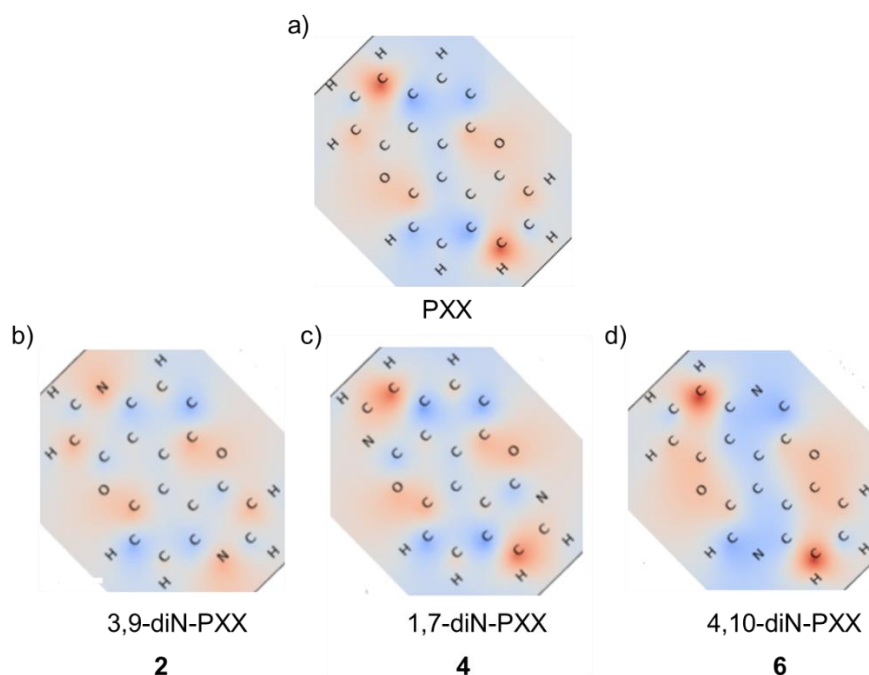 a)
H
H H
C C
C C C
C C
H C C O
O C C H
C C C
C C C
H C C H
H H
PXX
b) c) d)
H
H N C
C C C
C C C
H C C O
O C C H
C C C
C C C
H C N H
H
3,9-diN-PXX
2
H
H C C
C C C
N C C
C C O
O C C N
C C C
C C C
H C H
H H
1,7-diN-PXX
4
H
H C N
C C C
C C C
H C C O
O C C H
C C C
C C C
H N C
H
4,10-diN-PXX
6